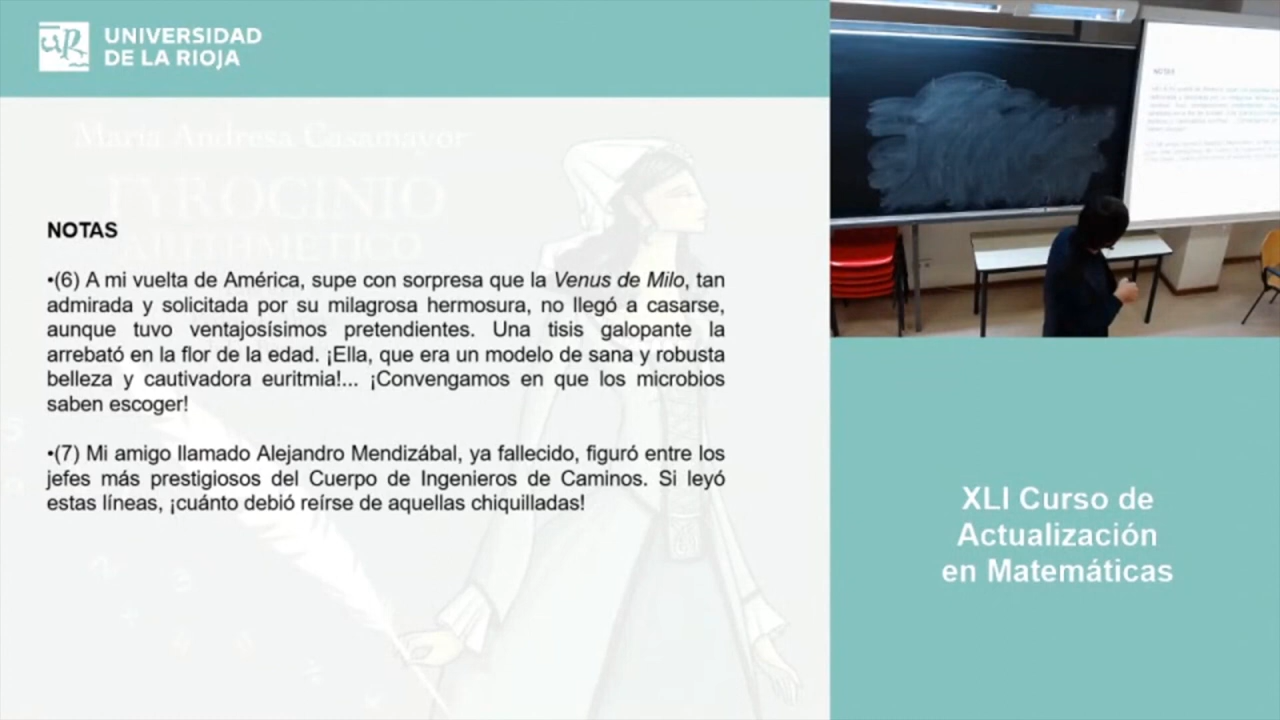 UNIVERSIDAD
DE LA RIOJA
María Andresa Casamayor
TYROCINIO
ARITHMETICO
NOTAS
•(6) A mi vuelta de América, supe con sorpresa que la Venus de Milo, tan
admirada y solicitada por su milagrosa hermosura, no llegó a casarse,
aunque tuvo ventajosísimos pretendientes. Una tisis galopante la
arrebató en la flor de la edad. ¡Ella, que era un modelo de sana y robusta
belleza y cautivadora euritmia!... ¡Convengamos en que los microbios
saben escoger!
•(7) Mi amigo llamado Alejandro Mendizábal, ya fallecido, figuró entre los
jefes más prestigiosos del Cuerpo de Ingenieros de Caminos. Si leyó
estas líneas, ¡cuánto debió reírse de aquellas chiquilladas!
NOTAS
XLI Curso de
Actualización
en Matemáticas